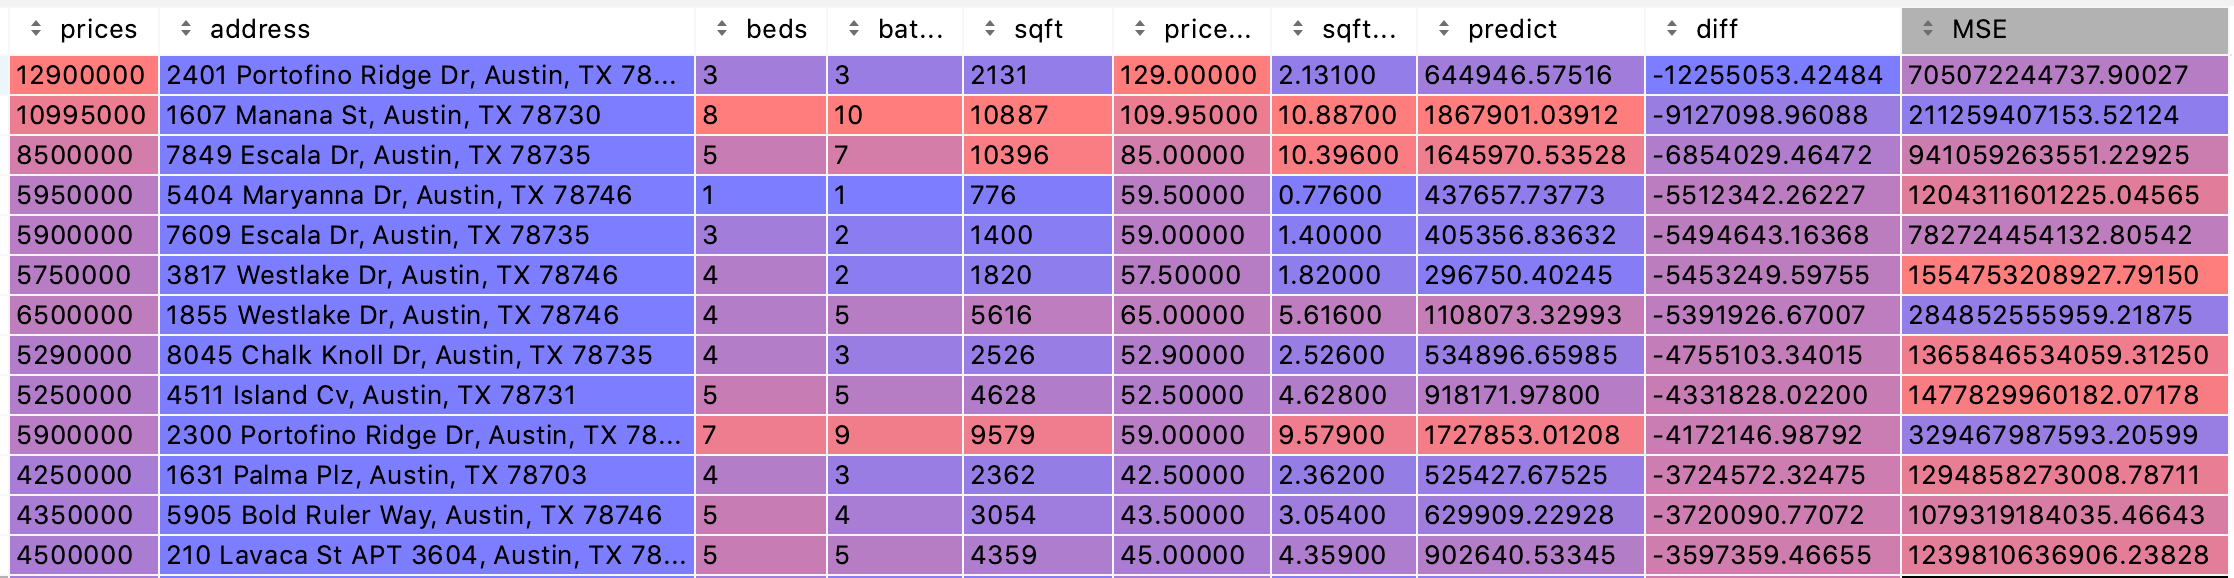 prices address beds bat... sqft price... sqft... predict diff MSE
12900000 2401 Portofino Ridge Dr, Austin, TX 78... 3 3 2131 129.00000 2.13100 644946.57516 -12255053.42484 705072244737.90027
10995000 1607 Manana St, Austin, TX 78730 8 10 10887 109.95000 10.88700 1867901.03912 -9127098.96088 211259407153.52124
8500000 7849 Escala Dr, Austin, TX 78735 5 7 10396 85.00000 10.39600 1645970.53528 -6854029.46472 941059263551.22925
5950000 5404 Maryanna Dr, Austin, TX 78746 1 1 776 59.50000 0.77600 437657.73773 -5512342.26227 1204311601225.04565
5900000 7609 Escala Dr, Austin, TX 78735 3 2 1400 59.00000 1.40000 405356.83632 -5494643.16368 782724454132.80542
5750000 3817 Westlake Dr, Austin, TX 78746 4 2 1820 57.50000 1.82000 296750.40245 -5453249.59755 1554753208927.79150
6500000 1855 Westlake Dr, Austin, TX 78746 4 5 5616 65.00000 5.61600 1108073.32993 -5391926.67007 284852555959.21875
5290000 8045 Chalk Knoll Dr, Austin, TX 78735 4 3 2526 52.90000 2.52600 534896.65985 -4755103.34015 1365846534059.31250
5250000 4511 Island Cv, Austin, TX 78731 5 5 4628 52.50000 4.62800 918171.97800 -4331828.02200 1477829960182.07178
5900000 2300 Portofino Ridge Dr, Austin, TX 78... 7 9 9579 59.00000 9.57900 1727853.01208 -4172146.98792 329467987593.20599
4250000 1631 Palma Plz, Austin, TX 78703 4 3 2362 42.50000 2.36200 525427.67525 -3724572.32475 1294858273008.78711
4350000 5905 Bold Ruler Way, Austin, TX 78746 5 4 3054 43.50000 3.05400 629909.22928 -3720090.77072 1079319184035.46643
4500000 210 Lavaca St APT 3604, Austin, TX 78... 5 5 4359 45.00000 4.35900 902640.53345 -3597359.46655 1239810636906.23828